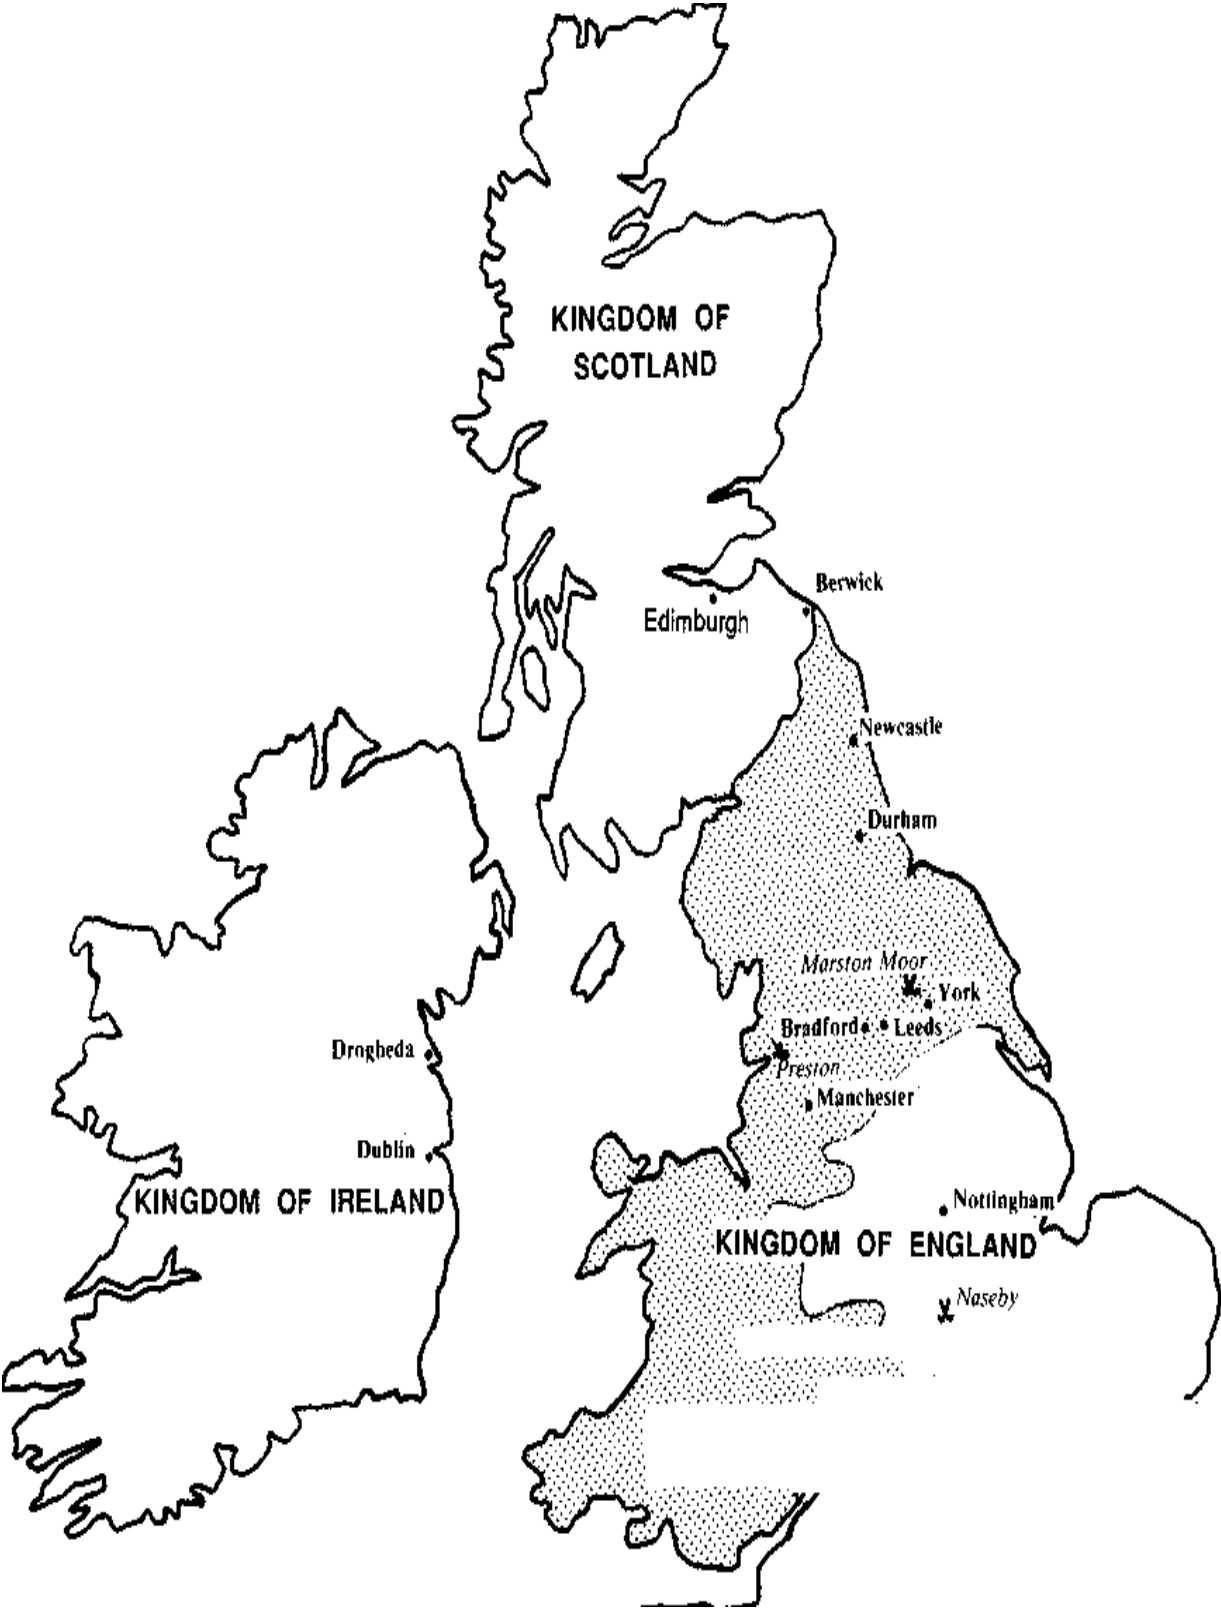 KINGDOM OF
SCOTLAND
Berwick
Edimburgh
Newcastle
Durham
Marston Moor
York
Bradford
Leeds
Drogheda
Preston
Manchester
Dublin
KINGDOM OF IRELAND
Nottingham
KINGDOM OF ENGLAND
Naseby